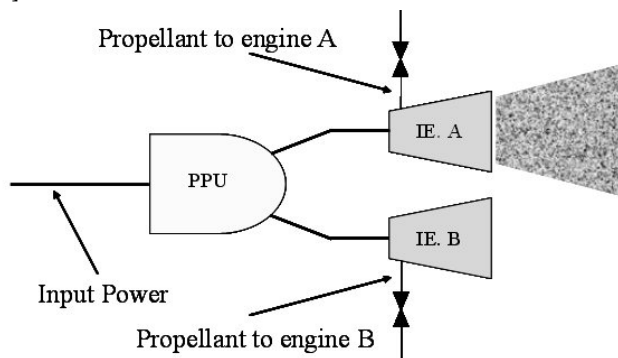 Propellant to engine A
IE. A
PPU
IE. B
Input Power
Propellant to engine B